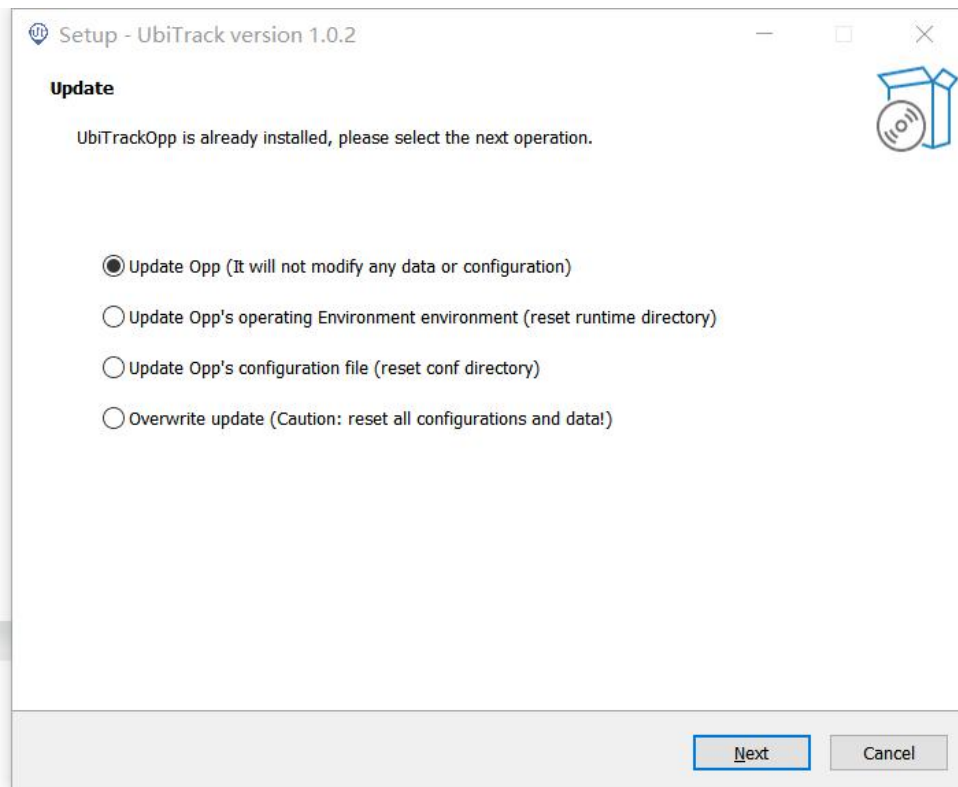 Setup - UbiTrack version 1.0.2
Update
UbiTrackOpp is already installed, please select the next operation.
Update Opp (It will not modify any data or configuration)
Update Opp's operating Environment environment (reset runtime directory)
Update Opp's configuration file (reset conf directory)
Overwrite update (Caution: reset all configurations and data!)
Next
Cancel